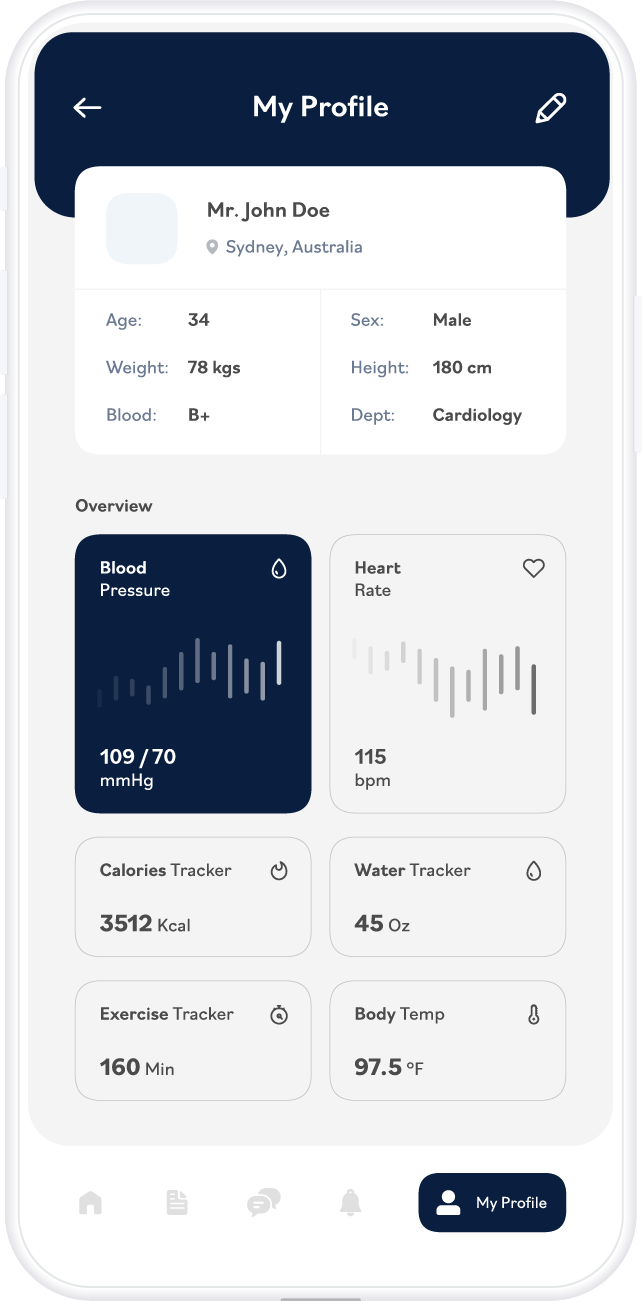 My Profile
Mr. John Doe
Sydney, Australia
Age: 34
Sex: Male
Weight: 78 kgs
Height: 180 cm
Blood: B+
Dept: Cardiology
Overview
Blood
Pressure
109 / 70
mmHg
Heart
Rate
115
bpm
Calories Tracker
3512 Kcal
Water Tracker
45 Oz
Exercise Tracker
160 Min
Body Temp
97.5 °F
My Profile